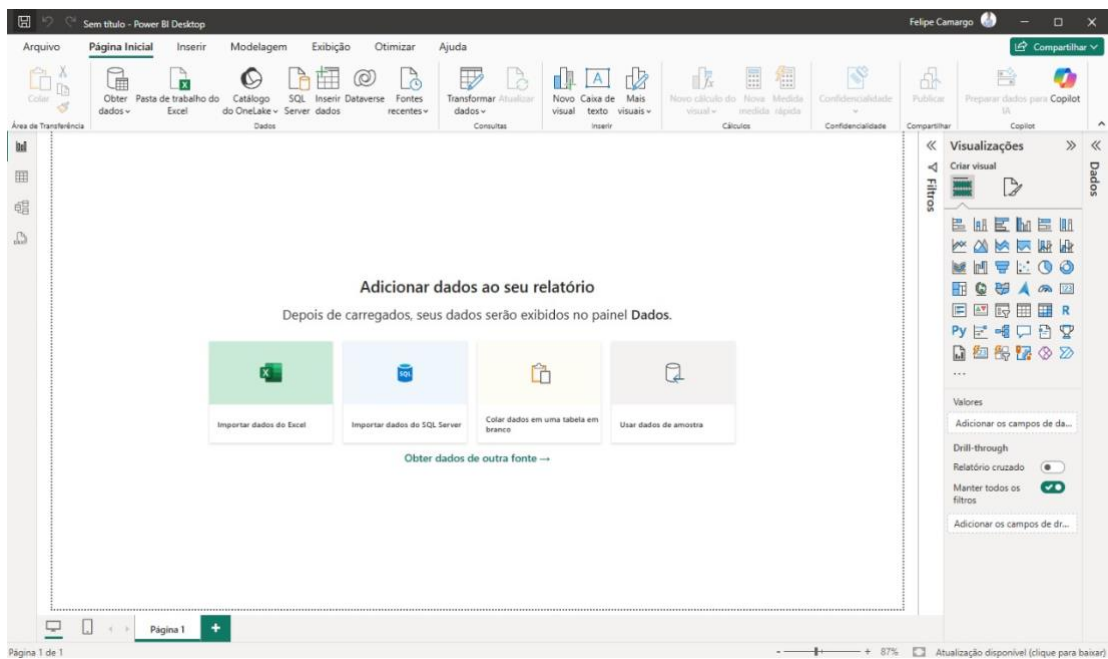 Sem título - Power BI Desktop
Felipe Camargo
Arquivo Página Inicial Inserir Modelagem Exibição Otimizar Ajuda
Compartilhar
Colar
Obter dados
Pasta de trabalho do Excel
Catálogo do OneLake
SQL Server
Inserir dados
Dataverse
Fontes recentes
Transformar dados
Atualizar
Novo visual
Caixa de texto
Mais visuais
Novo cálculo do visual
Nova medida
Medida rápida
Confidencialidade
Publicar
Preparar dados para IA
Copilot
Área de Transferência
Dados
Consultas
Inserir
Cálculos
Confidencialidade
Compartilhar
Copilot
Adicionar dados ao seu relatório
Depois de carregados, seus dados serão exibidos no painel Dados.
SQL
Importar dados do Excel
Importar dados do SQL Server
Colar dados em uma tabela em
branco
Usar dados de amostra
Obter dados de outra fonte →
Filtros
Visualizações
Criar visual
123
R
Py
...
Valores
Adicionar os campos de da...
Drill-through
Relatório cruzado
Manter todos os
filtros
Adicionar os campos de dr...
Dados
Página 1
+
Página 1 de 1
- + 87%
Atualização disponível (clique para baixar)